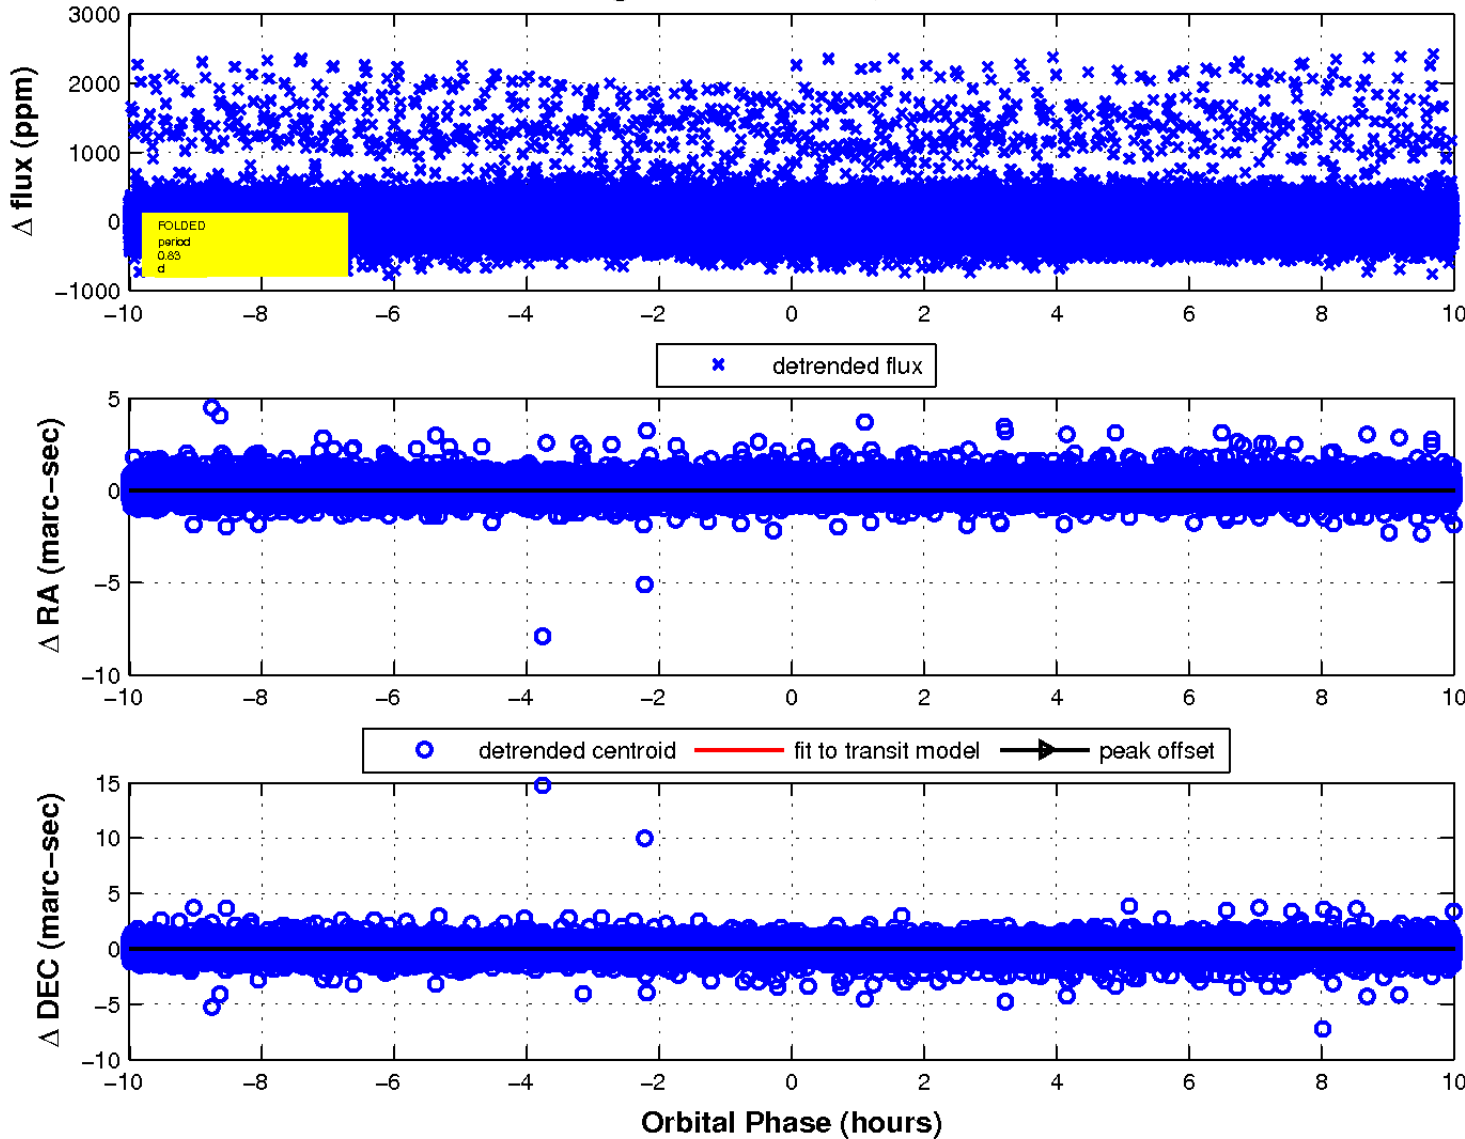 3000
2000
1000
0
−1000
Δ flux (ppm)
FOLDED
period
0.83
d
−10 −8 −6 −4 −2 0 2 4 6 8 10
detrended flux
5
0
−5
−10
Δ RA (marc−sec)
−10 −8 −6 −4 −2 0 2 4 6 8 10
detrended centroid fit to transit model peak offset
15
10
5
0
−5
−10
Δ DEC (marc−sec)
−10 −8 −6 −4 −2 0 2 4 6 8 10
Orbital Phase (hours)